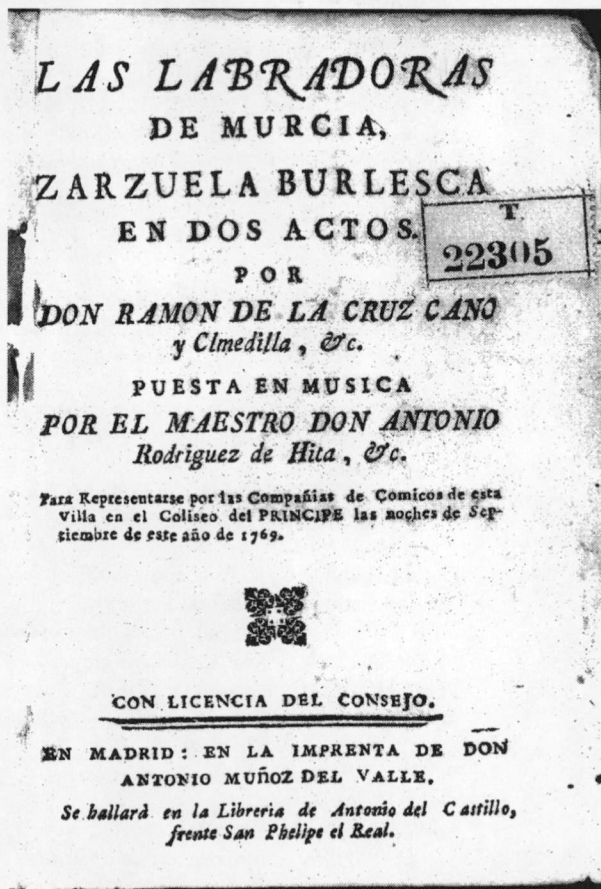 LAS LABRADORAS
DE MURCIA,
ZARZUELA BURLESCA
EN DOS ACTOS.
T
22305
POR
DON RAMON DE LA CRUZ CANO
y Clmedilla, &c.
PUESTA EN MUSICA
POR EL MAESTRO DON ANTONIO
Rodriguez de Hita, &c.
Para Representarse por las Compañias de Comicos de esta
Villa en el Coliseo del PRINCIPE las noches de Sep-
tiembre de este año de 1769.
CON LICENCIA DEL CONSEJO.
EN MADRID: EN LA IMPRENTA DE DON
ANTONIO MUÑOZ DEL VALLE.
Se hallarà en la Libreria de Antonio del Castillo,
frente San Phelipe el Real.